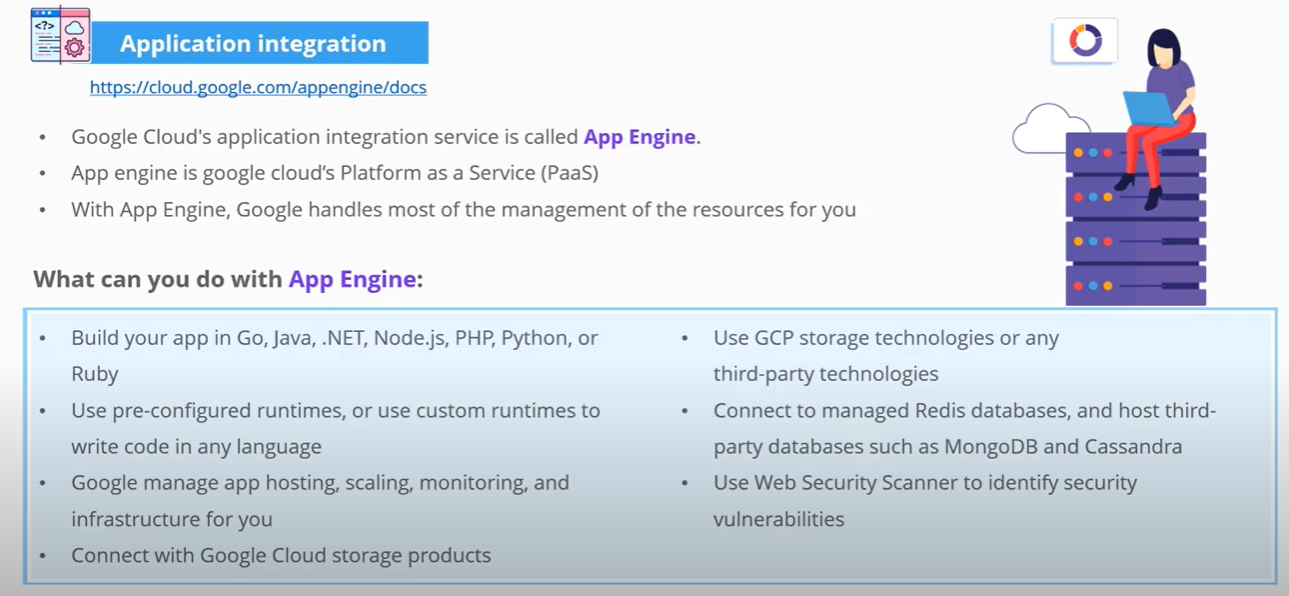 <?>
Application integration
https://cloud.google.com/appengine/docs
• Google Cloud's application integration service is called App Engine.
• App engine is google cloud’s Platform as a Service (PaaS)
• With App Engine, Google handles most of the management of the resources for you
What can you do with App Engine:
• Build your app in Go, Java, .NET, Node.js, PHP, Python, or
Ruby
• Use pre-configured runtimes, or use custom runtimes to
write code in any language
• Google manage app hosting, scaling, monitoring, and
infrastructure for you
• Connect with Google Cloud storage products
• Use GCP storage technologies or any
third-party technologies
• Connect to managed Redis databases, and host third-
party databases such as MongoDB and Cassandra
• Use Web Security Scanner to identify security
vulnerabilities